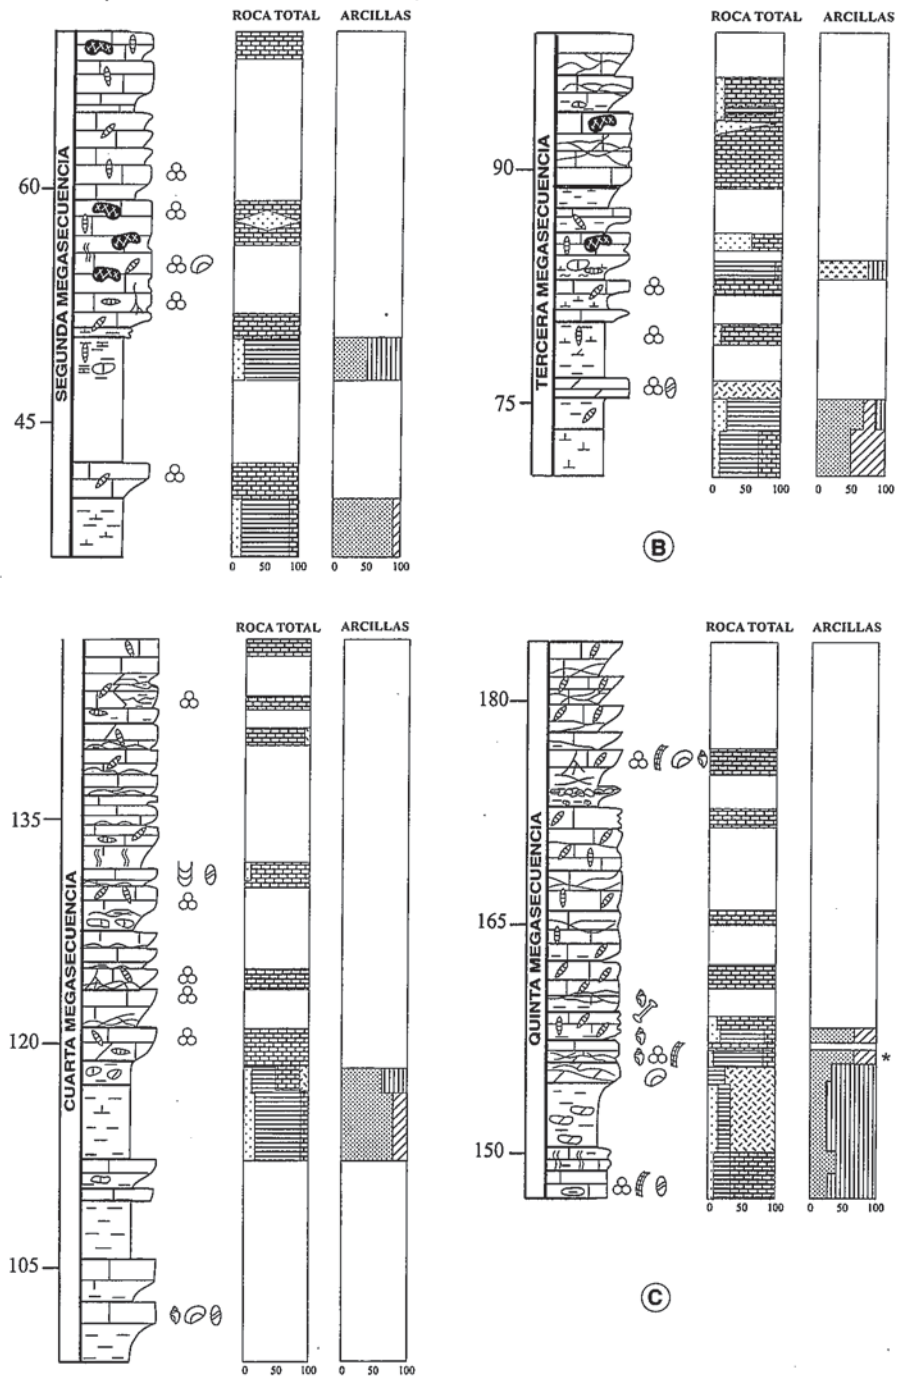 ROCA TOTAL ARCILLAS
SEGUNDA MEGASECUENCIA
60
45
0 50 100 0 50 100
ROCA TOTAL ARCILLAS
TERCERA MEGASECUENCIA
90
75
0 50 100 0 50 100
B
ROCA TOTAL ARCILLAS
CUARTA MEGASECUENCIA
135
120
105
0 50 100 0 50 100
ROCA TOTAL ARCILLAS
QUINTA MEGASECUENCIA
180
165
150
*
0 50 100 0 50 100
C